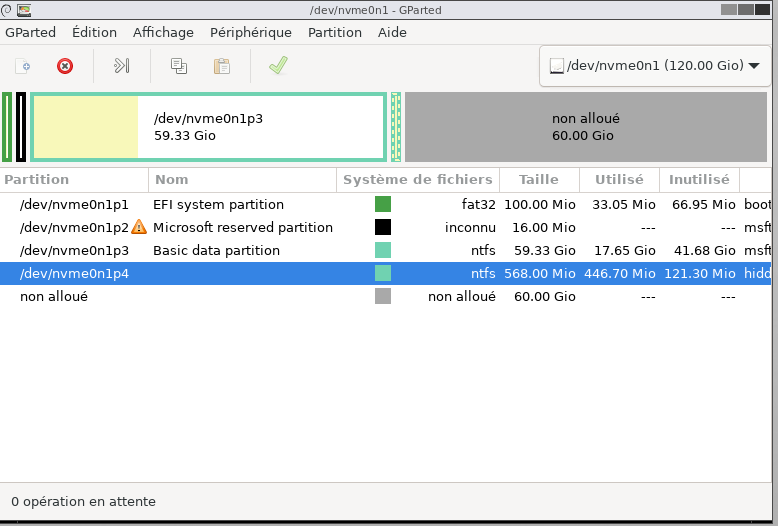 /dev/nvme0n1 - GParted
GParted Édition Affichage Périphérique Partition Aide
/dev/nvme0n1 (120.00 Gio)
/dev/nvme0n1p3
59.33 Gio
non alloué
60.00 Gio
Partition Nom Système de fichiers Taille Utilisé Inutilisé
/dev/nvme0n1p1 EFI system partition fat32 100.00 Mio 33.05 Mio 66.95 Mio boot
/dev/nvme0n1p2 Microsoft reserved partition inconnu 16.00 Mio --- --- msft
/dev/nvme0n1p3 Basic data partition ntfs 59.33 Gio 17.65 Gio 41.68 Gio msft
/dev/nvme0n1p4 ntfs 568.00 Mio 446.70 Mio 121.30 Mio hidd
non alloué non alloué 60.00 Gio --- ---
0 opération en attente